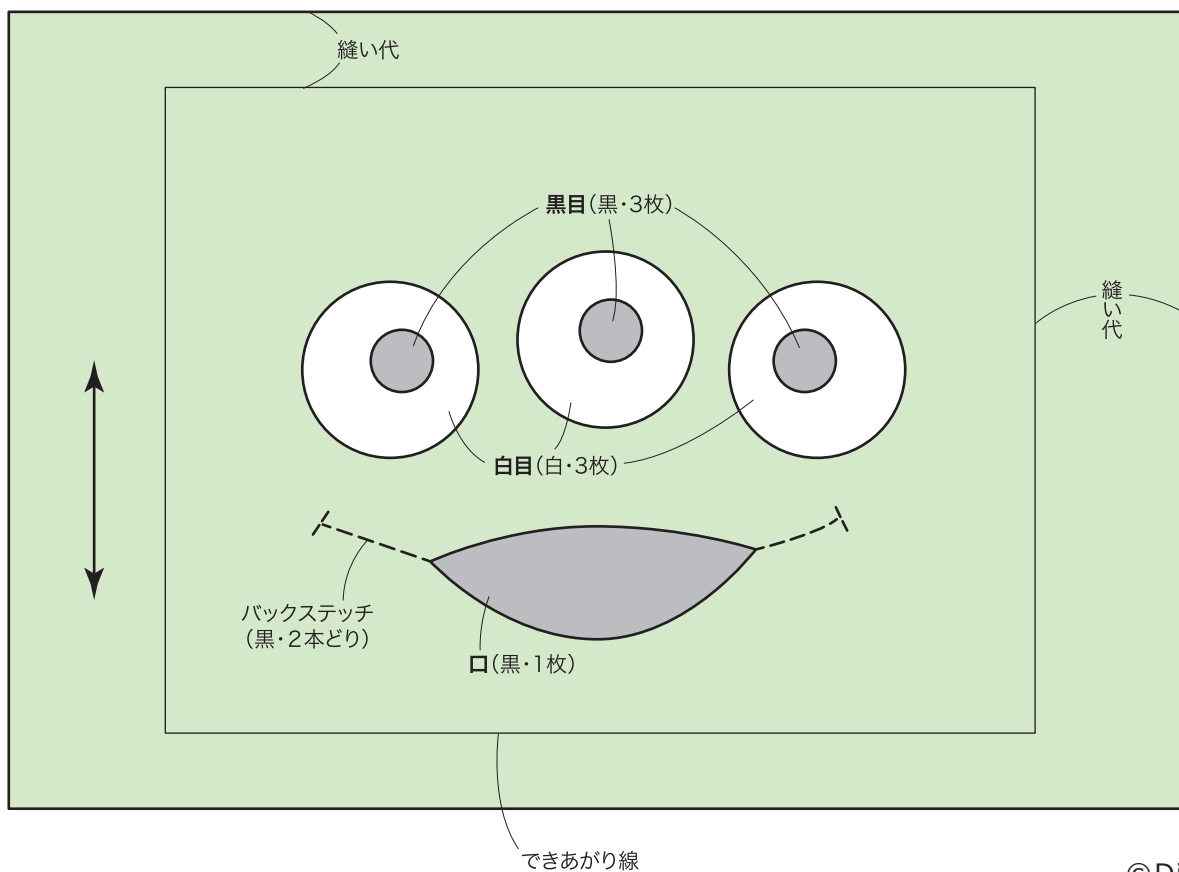 縫い代
黒目(黒・3枚)
縫い代
白目(白・3枚)
バックステッチ
(黒・2本どり)
口(黒・1枚)
できあがり線
©Di